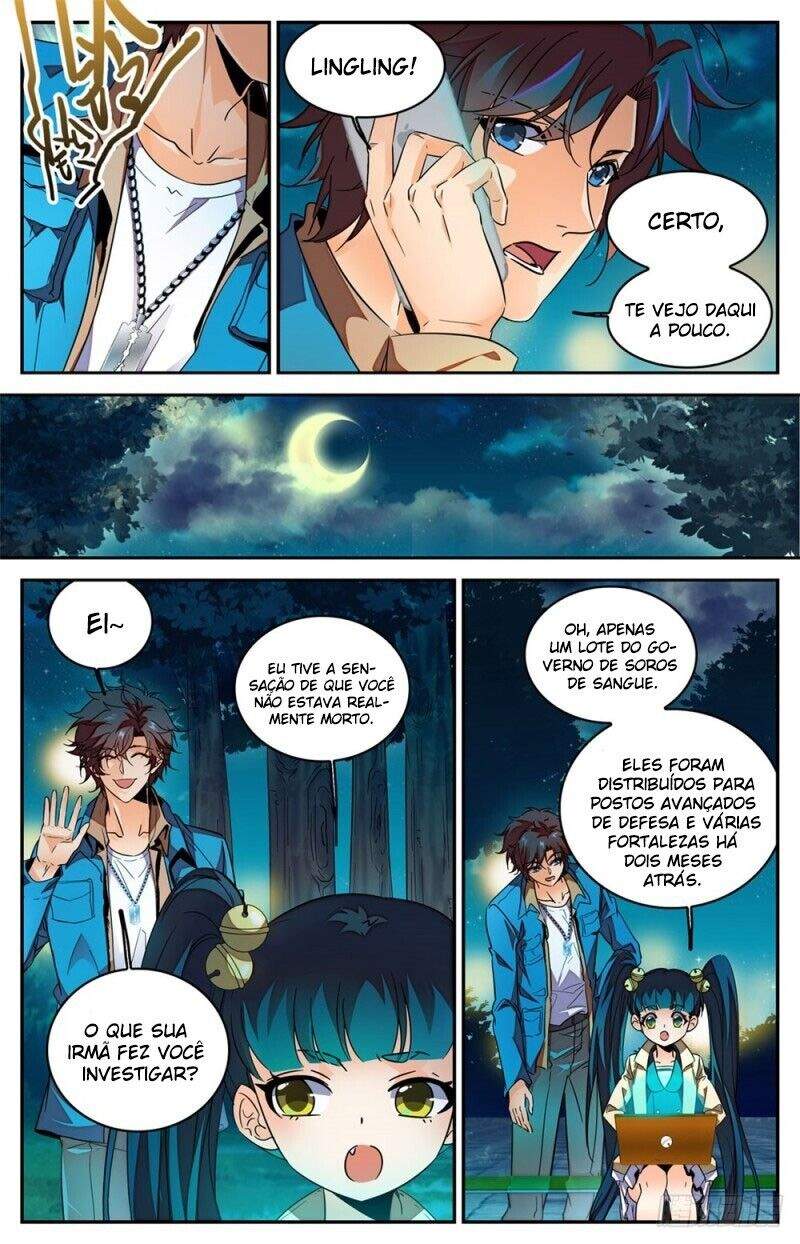 LINGLING!
CERTO,
TE VEJO DAQUI
A POUCO.
EI~
EU TIVE A SEN-
SAÇÃO DE QUE VOCÊ
NÃO ESTAVA REAL-
MENTE MORTO.
O QUE SUA
IRMÃ FEZ VOCÊ
INVESTIGAR?
OH, APENAS
UM LOTE DO GO-
VERNO DE SOROS
DE SANGUE.
ELES FORAM
DISTRIBUÍDOS PARA
POSTOS AVANÇADOS
DE DEFESA E VÁRIAS
FORTALEZAS HÁ
DOIS MESES
ATRÁS.